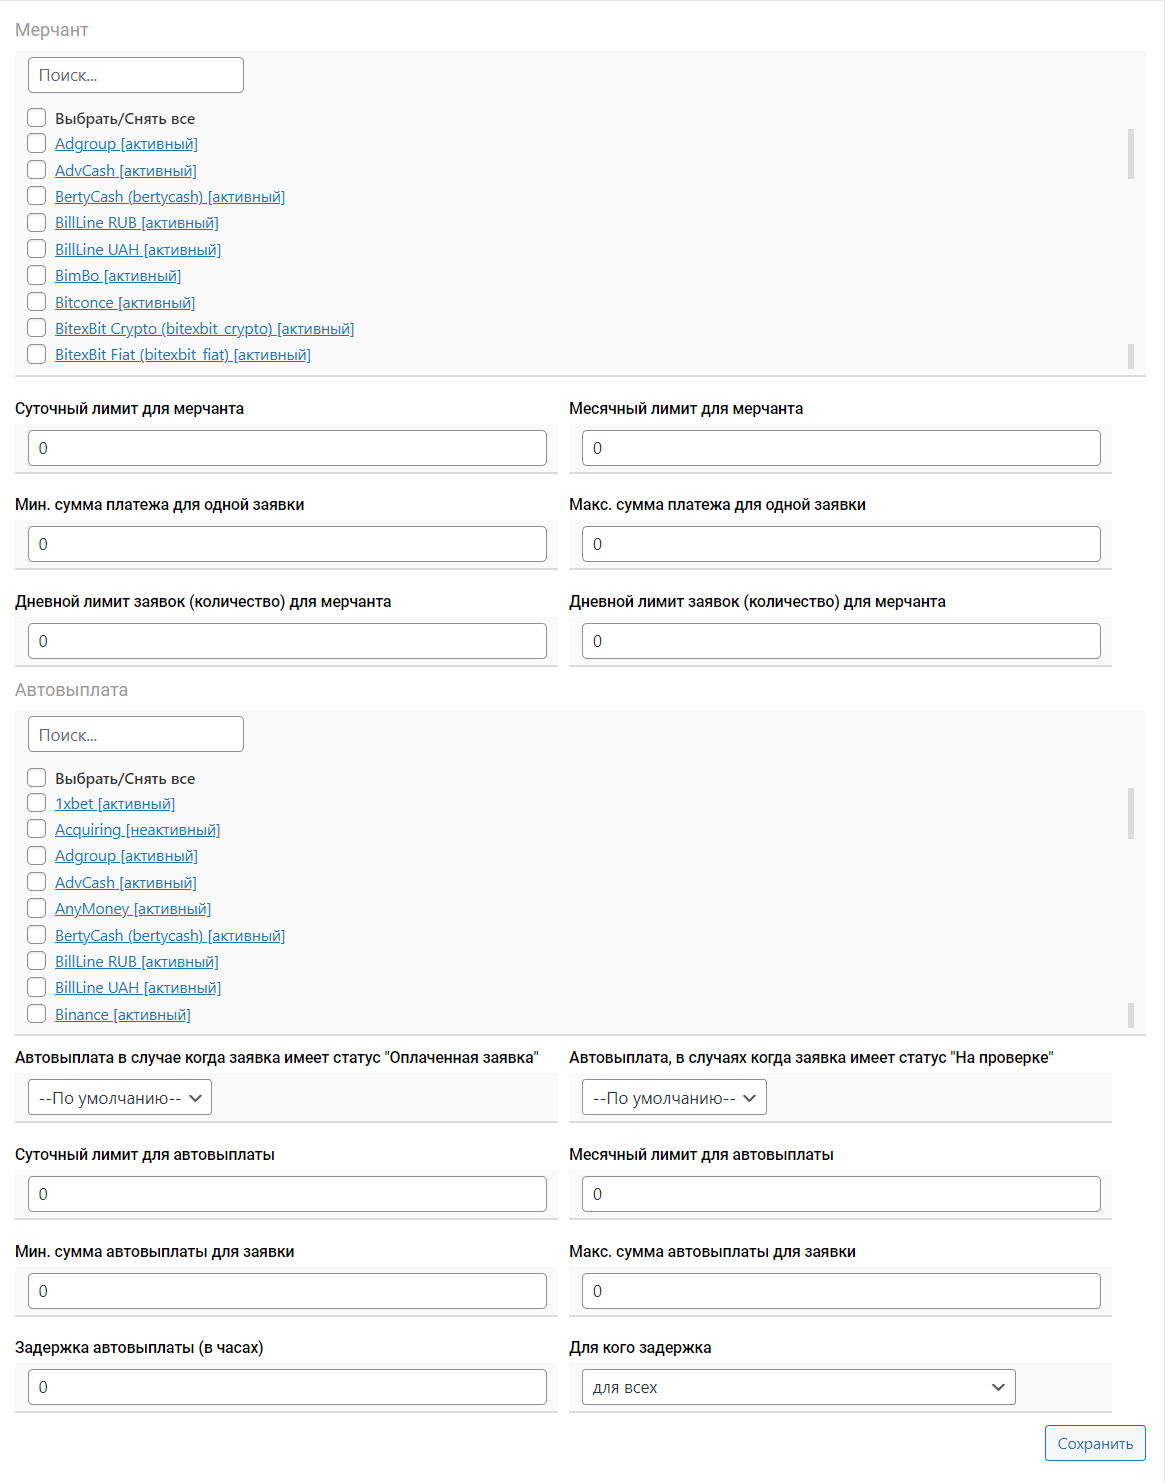 Мерчант
Поиск...
Выбрать/Снять все
Adgroup [активный]
AdvCash [активный]
BertyCash (bertycash) [активный]
BillLine RUB [активный]
BillLine UAH [активный]
BimBo [активный]
Bitconce [активный]
BitexBit Crypto (bitexbit_crypto) [активный]
BitexBit Fiat (bitexbit_fiat) [активный]
Суточный лимит для мерчанта
Месячный лимит для мерчанта
0
0
Мин. сумма платежа для одной заявки
Макс. сумма платежа для одной заявки
0
0
Дневной лимит заявок (количество) для мерчанта
Дневной лимит заявок (количество) для мерчанта
0
0
Автовыплата
Поиск...
Выбрать/Снять все
1xbet [активный]
Acquiring [неактивный]
Adgroup [активный]
AdvCash [активный]
AnyMoney [активный]
BertyCash (bertycash) [активный]
BillLine RUB [активный]
BillLine UAH [активный]
Binance [активный]
Автовыплата в случае когда заявка имеет статус "Оплаченная заявка"
Автовыплата, в случаях когда заявка имеет статус "На проверке"
--По умолчанию--
--По умолчанию--
Суточный лимит для автовыплаты
Месячный лимит для автовыплаты
0
0
Мин. сумма автовыплаты для заявки
Макс. сумма автовыплаты для заявки
0
0
Задержка автовыплаты (в часах)
Для кого задержка
0
для всех
Сохранить